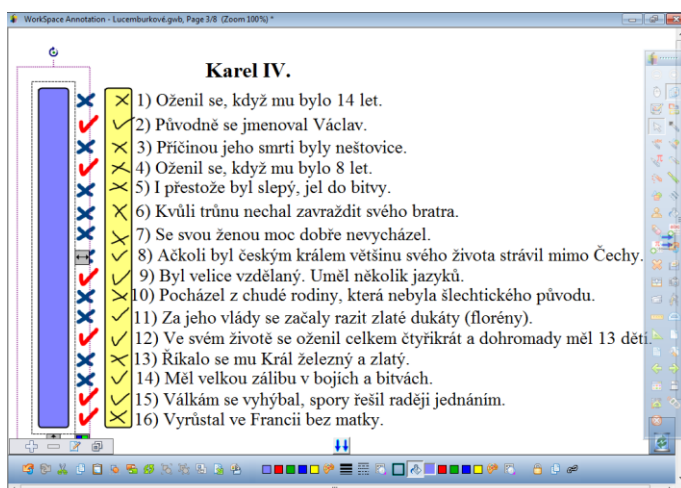 WorkSpace Annotation - Lucemburkové.gwb, Page 3/8 (Zoom 100%) *
Karel IV.
1) Oženil se, když mu bylo 14 let.
2) Původně se jmenoval Václav.
3) Příčinou jeho smrti byly neštovice.
4) Oženil se, když mu bylo 8 let.
5) I přestože byl slepý, jel do bitvy.
6) Kvůli trůnu nechal zavraždit svého bratra.
7) Se svou ženou moc dobře nevycházel.
8) Ačkoli byl českým králem většinu svého života strávil mimo Čechy.
9) Byl velice vzdělaný. Uměl několik jazyků.
10) Pocházel z chudé rodiny, která nebyla šlechtického původu.
11) Za jeho vlády se začaly razit zlaté dukáty (florény).
12) Ve svém životě se oženil celkem čtyřikrát a dohromady měl 13 dětí.
13) Říkalo se mu Král železný a zlatý.
14) Měl velkou zálibu v bojích a bitvách.
15) Válkám se vyhýbal, spory řešil raději jednáním.
16) Vyrůstal ve Francii bez matky.